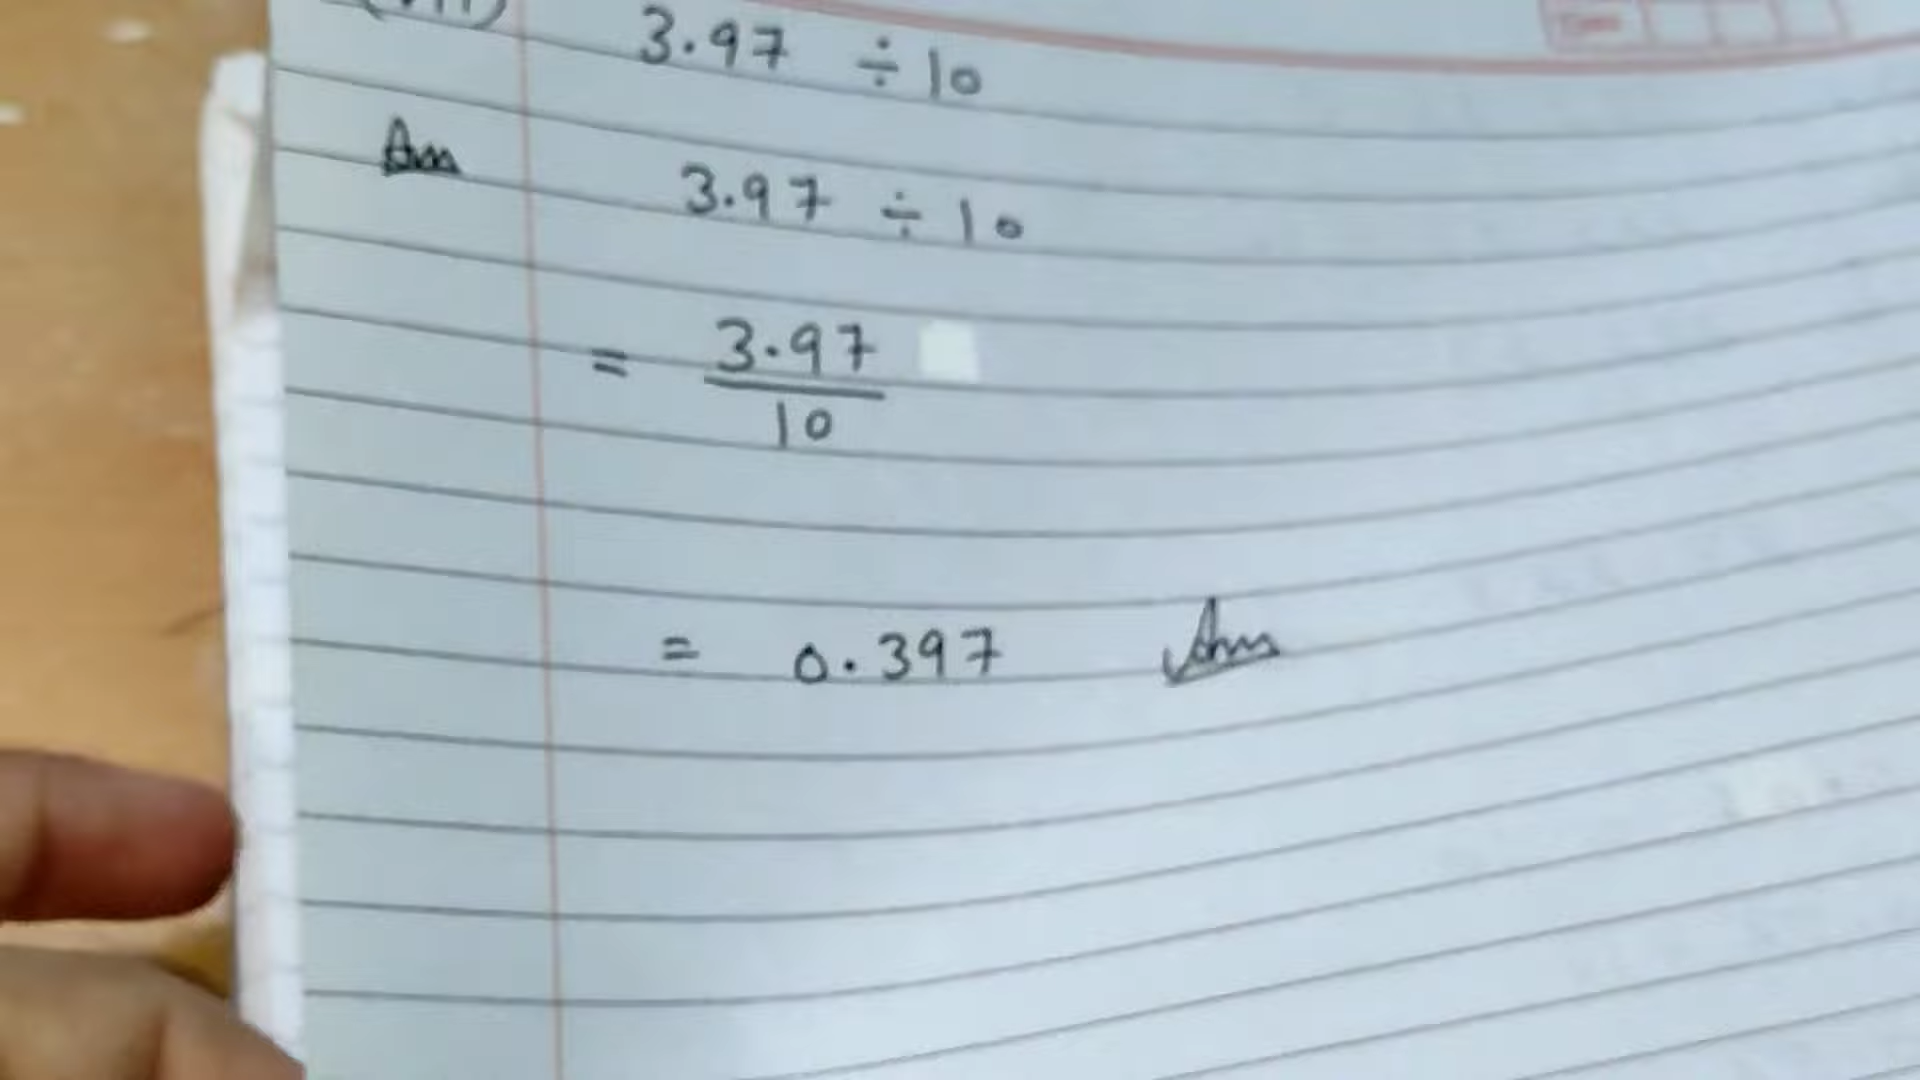 3.97 ÷ 10
Ans
3.97 ÷ 10
= 3.97
10
= 0.397 Ans